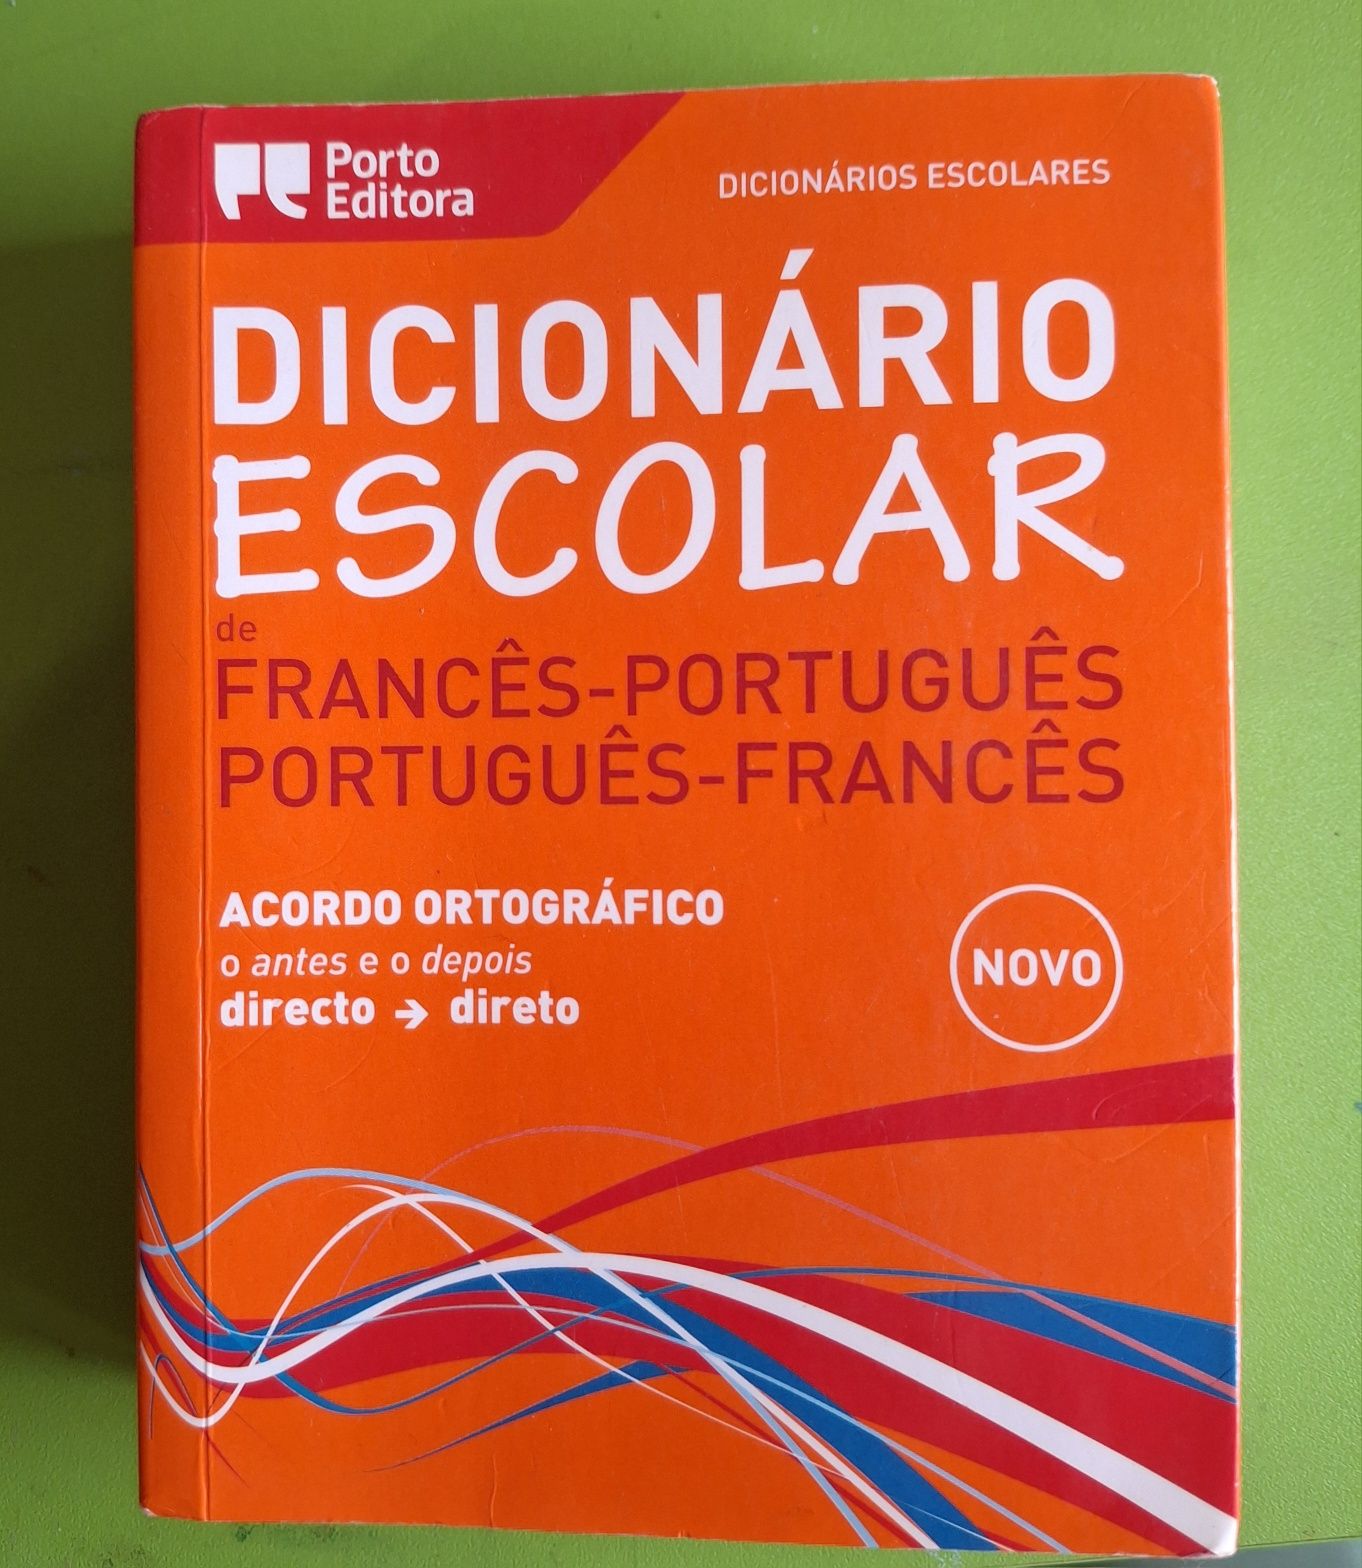 Porto
Editora
DICIONÁRIOS ESCOLARES
DICIONÁRIO
ESCOLAR
de
FRANCÊS-PORTUGUÊS
PORTUGUÊS-FRANCÊS
ACORDO ORTOGRÁFICO
o antes e o depois
directo → direto
NOVO